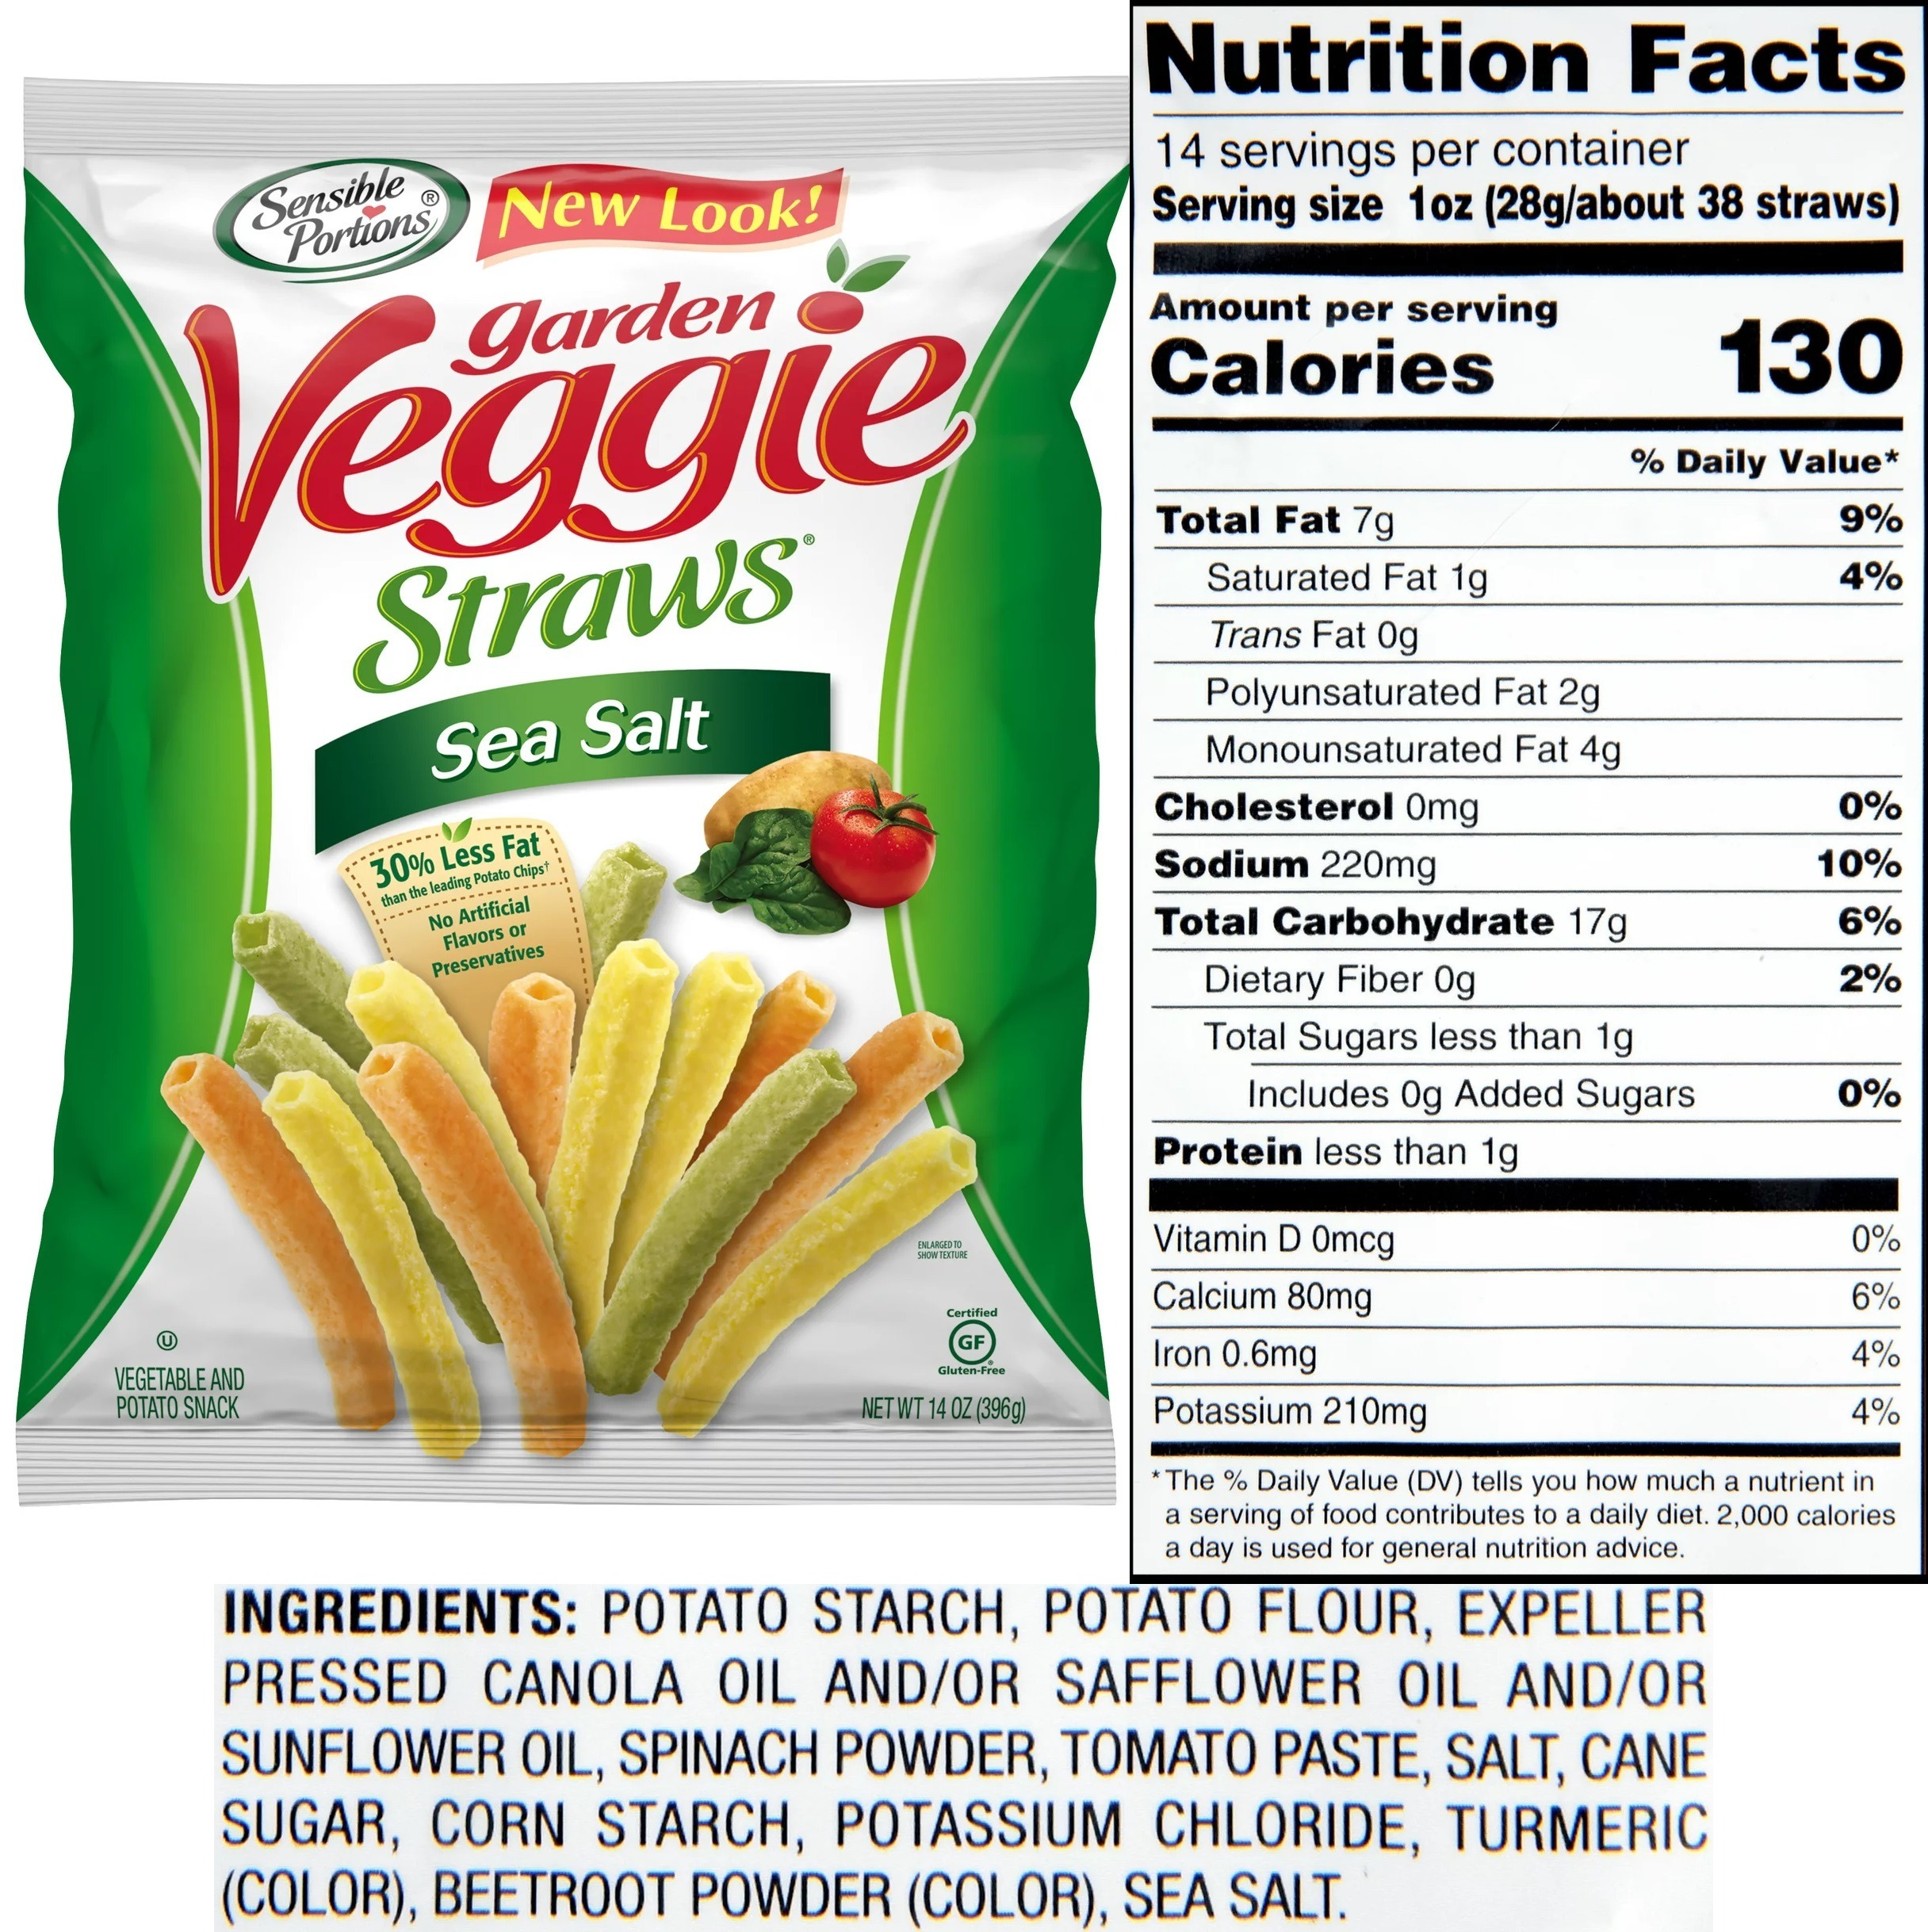 Sensible
Portions®
New Look!
garden
Veggie
Straws®
Sea Salt
30% Less Fat
than the leading Potato Chips†
No Artificial
Flavors or
Preservatives
ENLARGED TO
SHOW TEXTURE
Certified
GF
Gluten-Free
U
VEGETABLE AND
POTATO SNACK
NET WT 14 OZ (396g)
Nutrition Facts
14 servings per container
Serving size 1oz (28g/about 38 straws)
Amount per serving
Calories 130
% Daily Value*
Total Fat 7g 9%
Saturated Fat 1g 4%
Trans Fat 0g
Polyunsaturated Fat 2g
Monounsaturated Fat 4g
Cholesterol 0mg 0%
Sodium 220mg 10%
Total Carbohydrate 17g 6%
Dietary Fiber 0g 2%
Total Sugars less than 1g
Includes 0g Added Sugars 0%
Protein less than 1g
Vitamin D 0mcg 0%
Calcium 80mg 6%
Iron 0.6mg 4%
Potassium 210mg 4%
*The % Daily Value (DV) tells you how much a nutrient in
a serving of food contributes to a daily diet. 2,000 calories
a day is used for general nutrition advice.
INGREDIENTS: POTATO STARCH, POTATO FLOUR, EXPELLER
PRESSED CANOLA OIL AND/OR SAFFLOWER OIL AND/OR
SUNFLOWER OIL, SPINACH POWDER, TOMATO PASTE, SALT, CANE
SUGAR, CORN STARCH, POTASSIUM CHLORIDE, TURMERIC
(COLOR), BEETROOT POWDER (COLOR), SEA SALT.